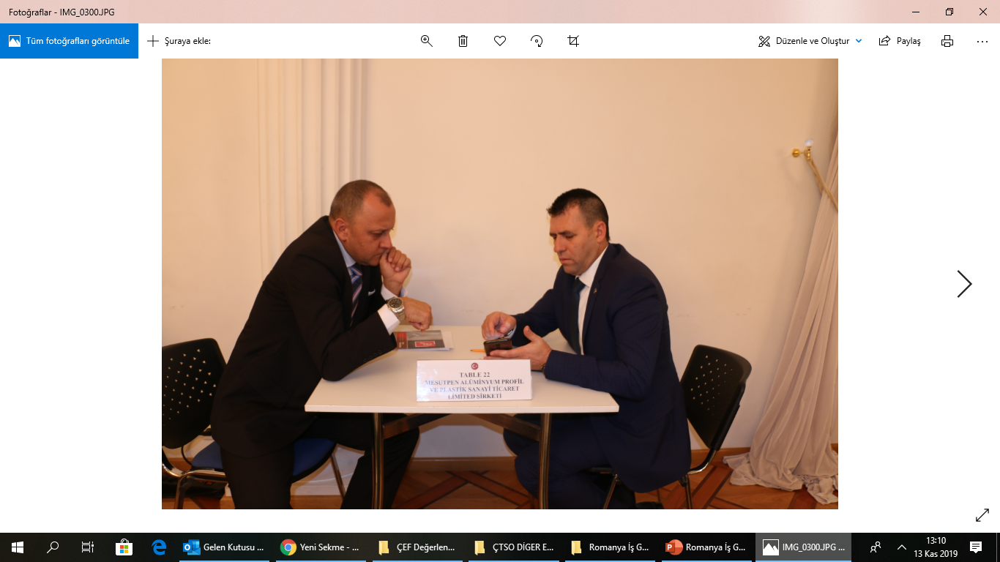 Fotoğraflar - IMG_0300.JPG
Tüm fotoğrafları görüntüle
Şuraya ekle:
Düzenle ve Oluştur
Paylaş
TABLE 22
MESUTPEN ALÜMİNYUM PROFİL
VE PLASTİK SANAYİ TİCARET
LİMİTED ŞİRKETİ
Gelen Kutusu ...
Yeni Sekme - ...
ÇEF Değerlen...
ÇTSO DİGER E...
Romanya İş G...
Romanya İş G...
IMG_0300.JPG ...
13:10
13 Kas 2019